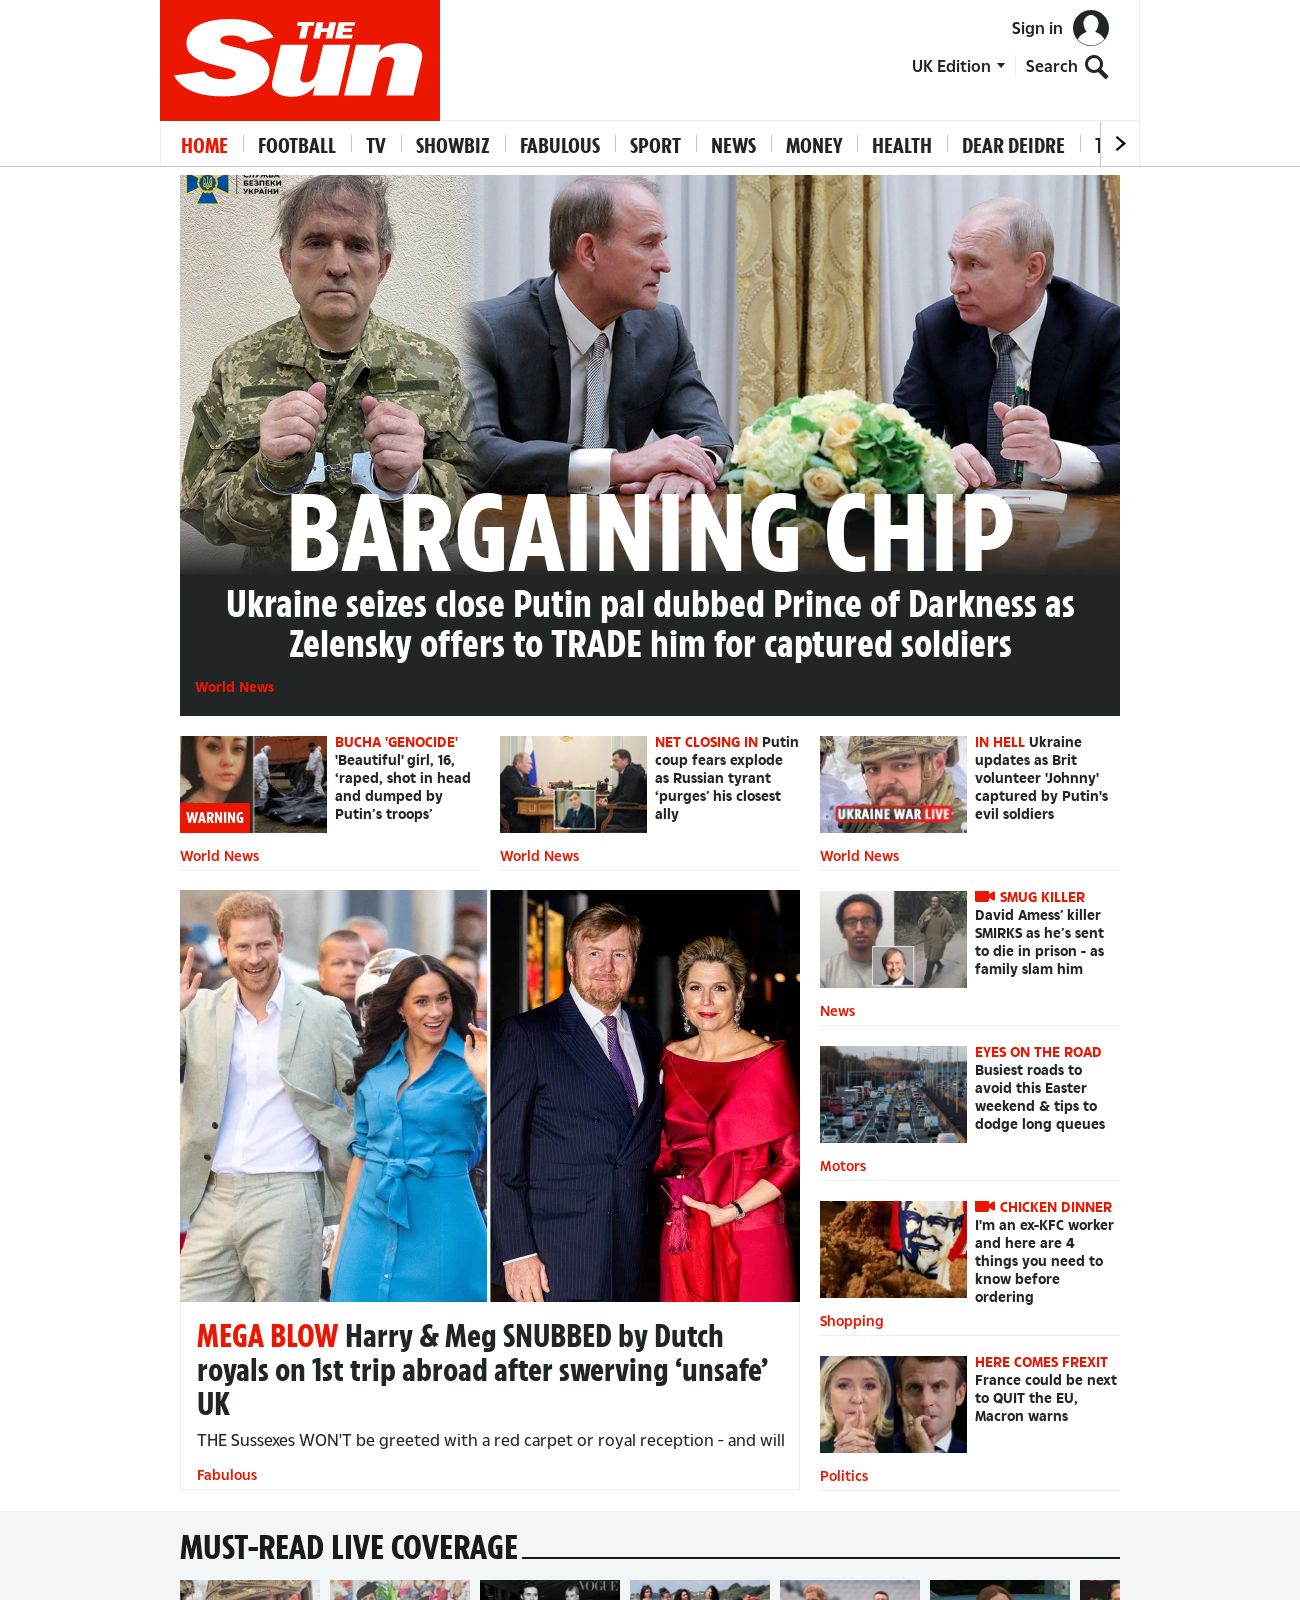 THE
Sun
Sign in
UK Edition
Search
HOME
FOOTBALL
TV
SHOWBIZ
FABULOUS
SPORT
NEWS
MONEY
HEALTH
DEAR DEIDRE
БЕЗПЕКИ
УКРАЇНИ
BARGAINING CHIP
Ukraine seizes close Putin pal dubbed Prince of Darkness as
Zelensky offers to TRADE him for captured soldiers
World News
WARNING
BUCHA 'GENOCIDE'
'Beautiful' girl, 16,
‘raped, shot in head
and dumped by
Putin’s troops’
World News
NET CLOSING IN Putin
coup fears explode
as Russian tyrant
‘purges’ his closest
ally
World News
UKRAINE WAR LIVE
IN HELL Ukraine
updates as Brit
volunteer 'Johnny'
captured by Putin's
evil soldiers
World News
MEGA BLOW Harry & Meg SNUBBED by Dutch
royals on 1st trip abroad after swerving ‘unsafe’
UK
THE Sussexes WON'T be greeted with a red carpet or royal reception - and will
Fabulous
SMUG KILLER
David Amess’ killer
SMIRKS as he’s sent
to die in prison - as
family slam him
News
EYES ON THE ROAD
Busiest roads to
avoid this Easter
weekend & tips to
dodge long queues
Motors
CHICKEN DINNER
I'm an ex-KFC worker
and here are 4
things you need to
know before
ordering
Shopping
HERE COMES FREXIT
France could be next
to QUIT the EU,
Macron warns
Politics
MUST-READ LIVE COVERAGE
VOGUE